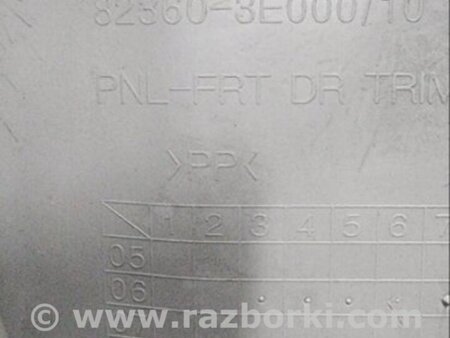 82360-3E000/10
PNL-FRT DR TRIM
>PP<
1 2 3 4 5 6 7
05
06
© www.razborki.com